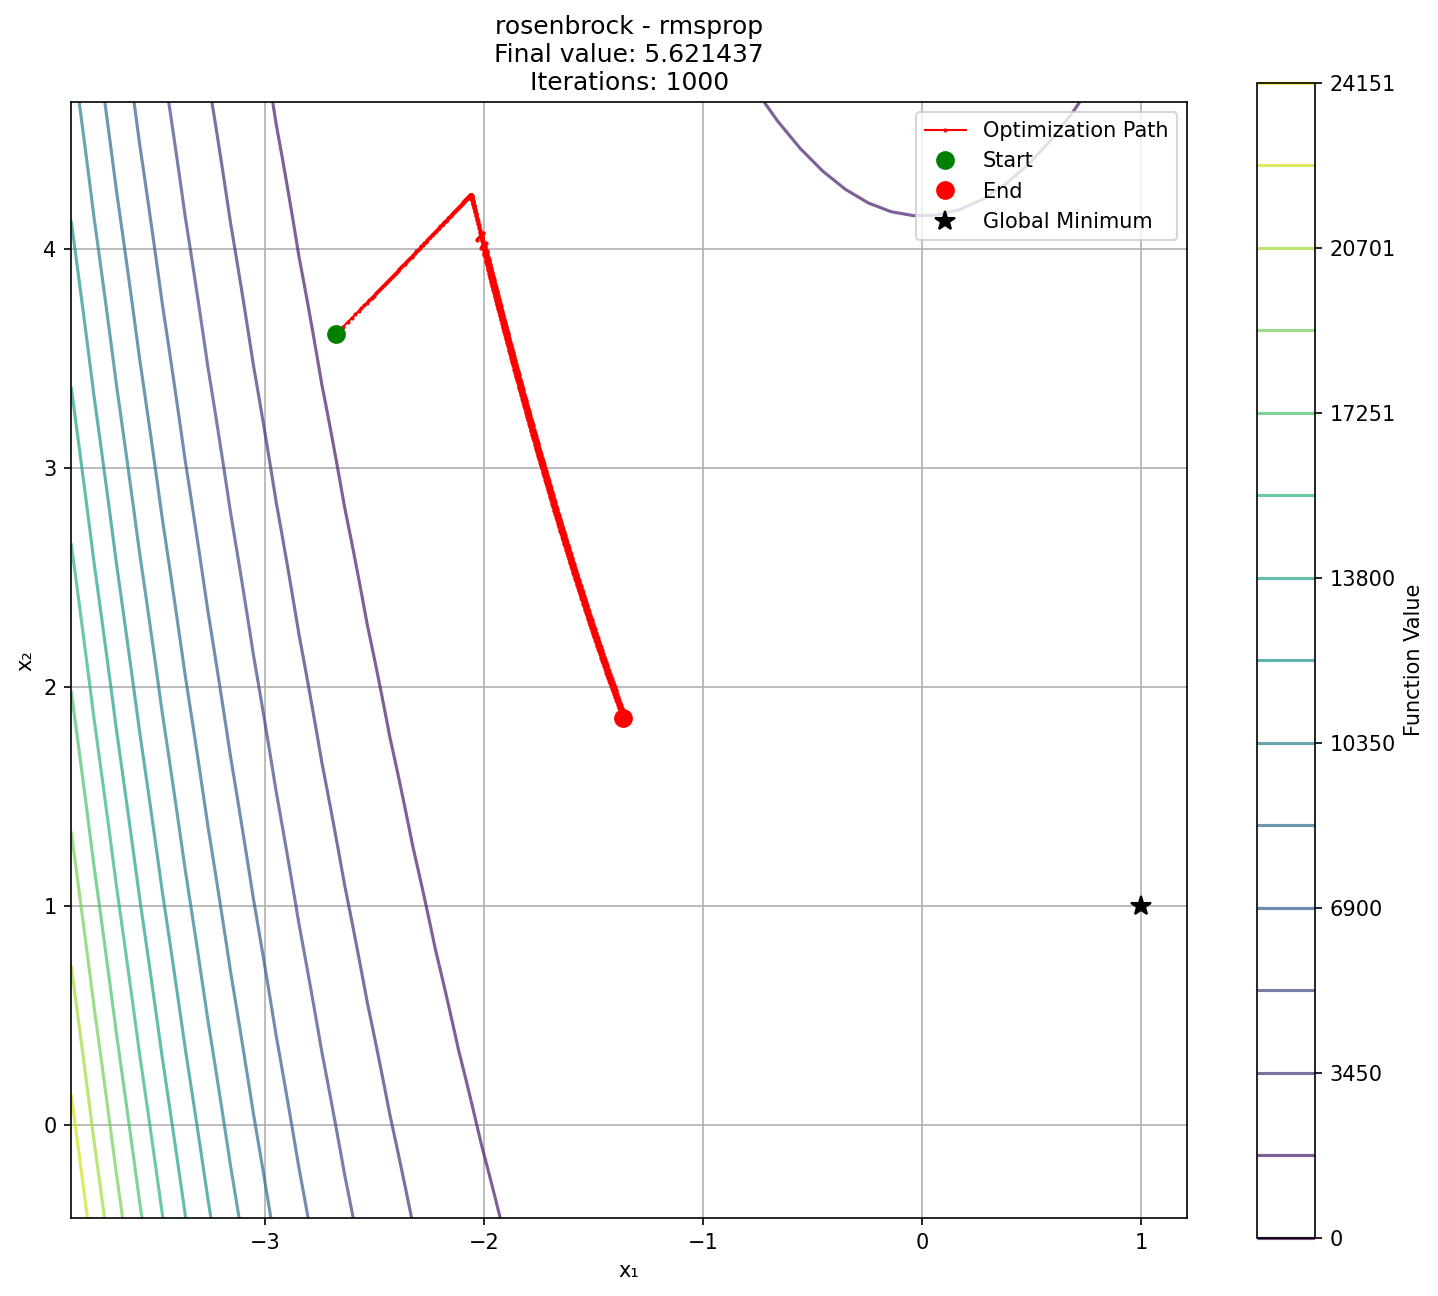 rosenbrock - rmsprop
Final value: 5.621437
Iterations: 1000
Optimization Path
Start
End
Global Minimum
4
3
2
1
0
x₂
−3
−2
−1
0
1
x₁
24151
20701
17251
13800
10350
6900
3450
0
Function Value